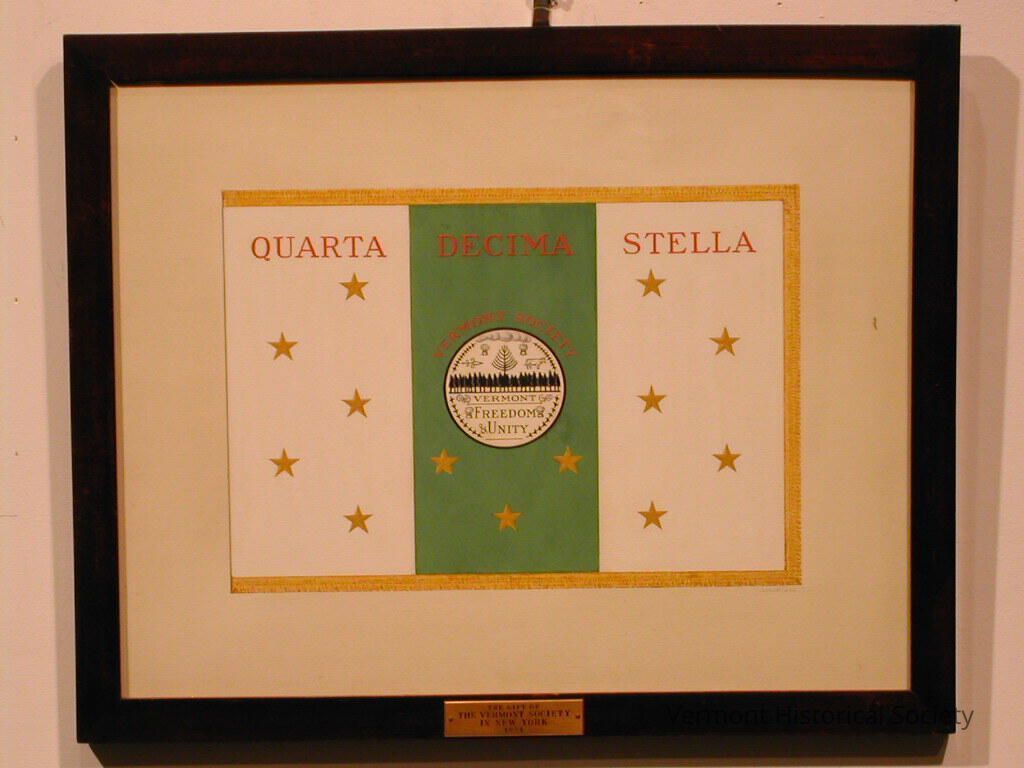 QUARTA DECIMA STELLA
VERMONT SOCIETY
VERMONT
FREEDOM
& UNITY
THE GIFT OF
THE VERMONT SOCIETY
IN NEW YORK
Vermont Historical Society